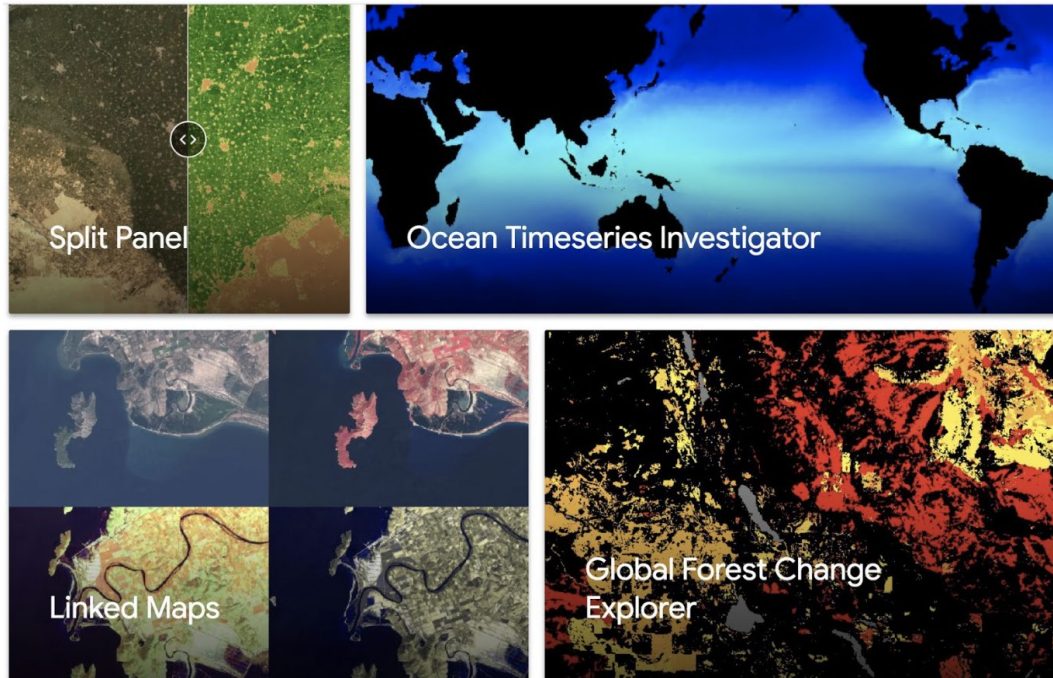 Split Panel
Ocean Timeseries Investigator
Linked Maps
Global Forest Change
Explorer